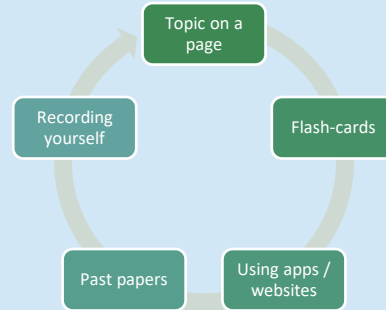 Topic on a
page
Flash-cards
Using apps /
websites
Past papers
Recording
yourself